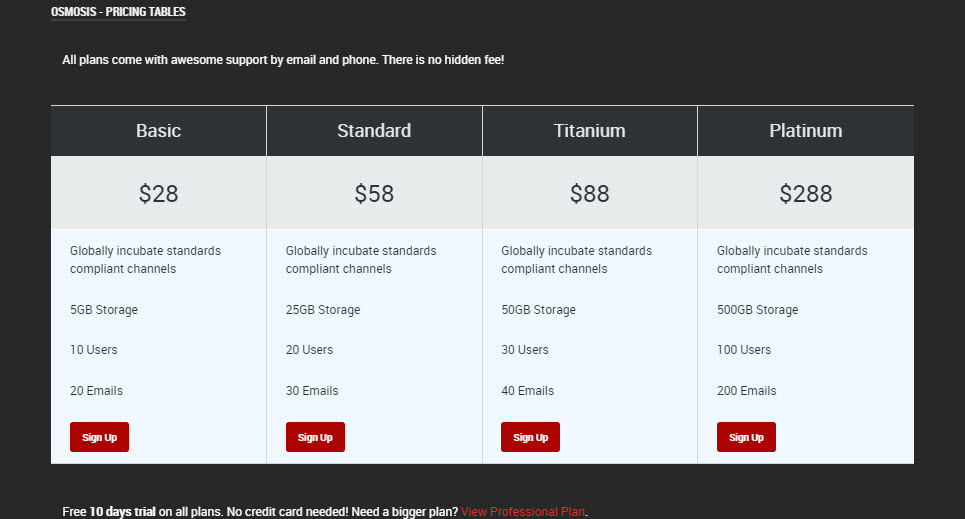 OSMOSIS - PRICING TABLES
All plans come with awesome support by email and phone. There is no hidden fee!
Basic
$28
Globally incubate standards
compliant channels
5GB Storage
10 Users
20 Emails
Sign Up
Standard
$58
Globally incubate standards
compliant channels
25GB Storage
20 Users
30 Emails
Sign Up
Titanium
$88
Globally incubate standards
compliant channels
50GB Storage
30 Users
40 Emails
Sign Up
Platinum
$288
Globally incubate standards
compliant channels
500GB Storage
100 Users
200 Emails
Sign Up
Free 10 days trial on all plans. No credit card needed! Need a bigger plan? View Professional Plan.